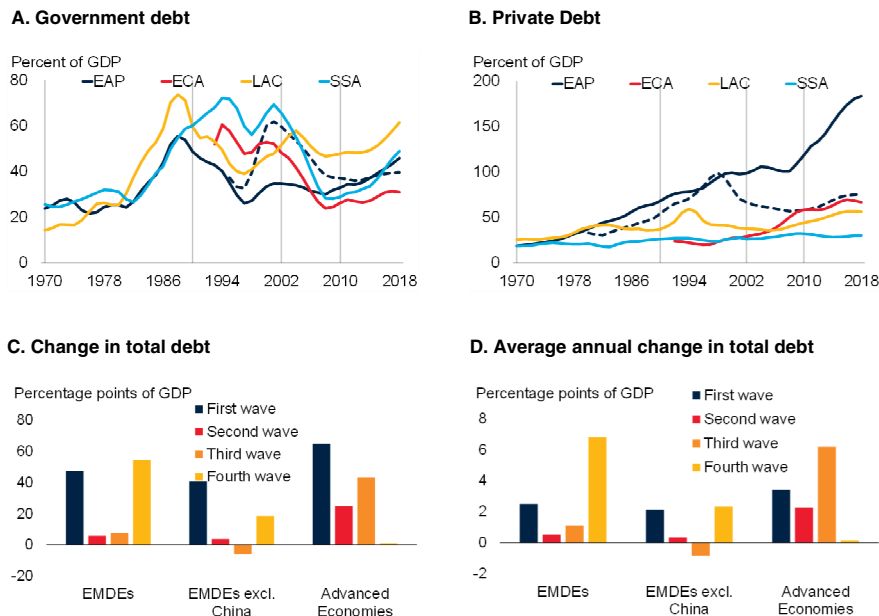 A. Government debt
Percent of GDP
EAP ECA LAC SSA
80
60
40
20
0
1970 1978 1986 1994 2002 2010 2018
B. Private Debt
Percent of GDP
EAP ECA LAC SSA
200
150
100
50
0
1970 1978 1986 1994 2002 2010 2018
C. Change in total debt
Percentage points of GDP
First wave
Second wave
Third wave
Fourth wave
80
60
40
20
0
-20
EMDEs
EMDEs excl.
China
Advanced
Economies
D. Average annual change in total debt
Percentage points of GDP
First wave
Second wave
Third wave
Fourth wave
8
6
4
2
0
-2
EMDEs
EMDEs excl.
China
Advanced
Economies